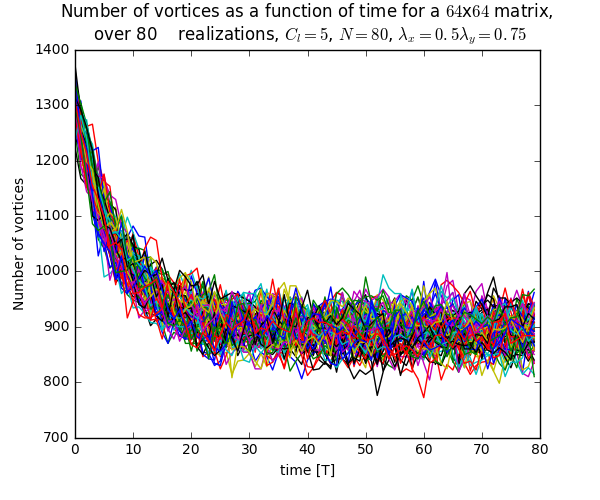 Number of vortices as a function of time for a 64x64 matrix,
over 80 realizations, $C_l = 5$, $N = 80$, $\lambda_x = 0.5\lambda_y = 0.75$
1400
1300
1200
1100
1000
900
800
700
Number of vortices
0 10 20 30 40 50 60 70 80
time [T]